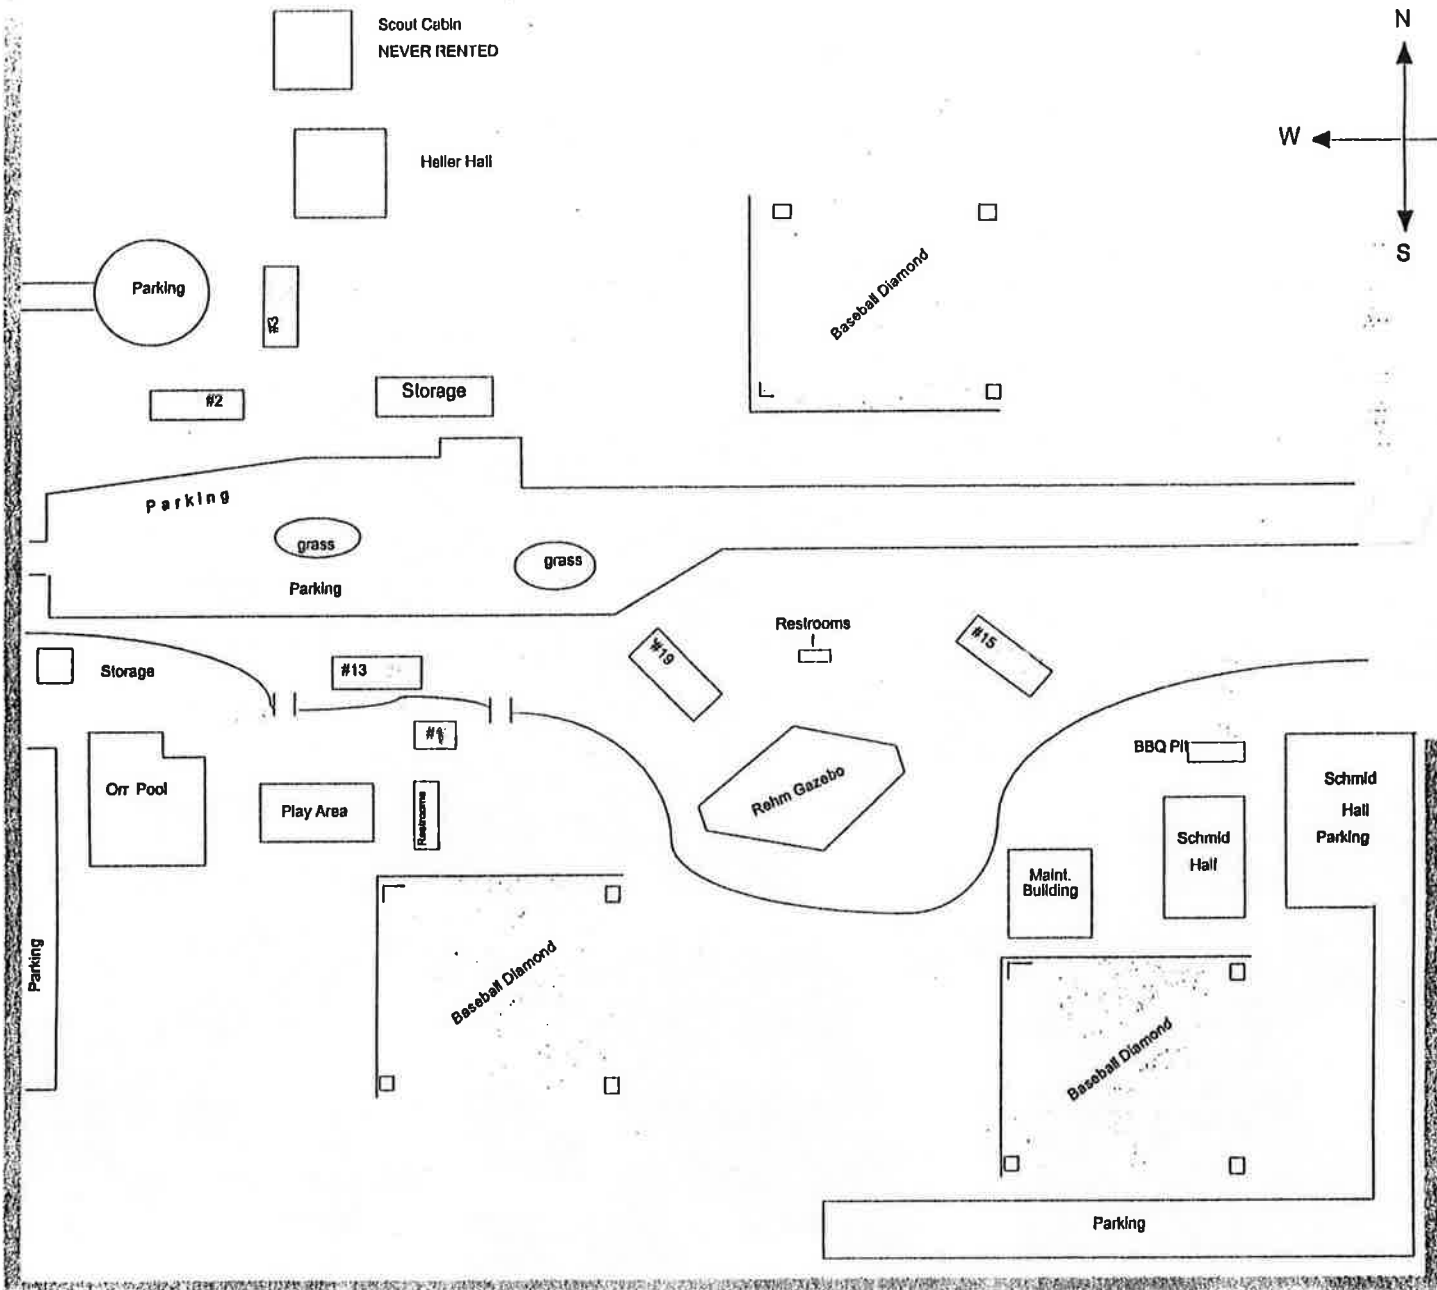 Scout Cabin
NEVER RENTED
N
W
S
Heller Hall
Parking
#3
#2
Storage
Baseball Diamond
Parking
grass
grass
Parking
Storage
#13
#19
Restrooms
#15
#1
Orr Pool
Play Area
Restrooms
Rehm Gazebo
BBQ Pit
Schmid
Hall
Parking
Schmid
Hall
Maint.
Building
Parking
Baseball Diamond
Baseball Diamond
Parking